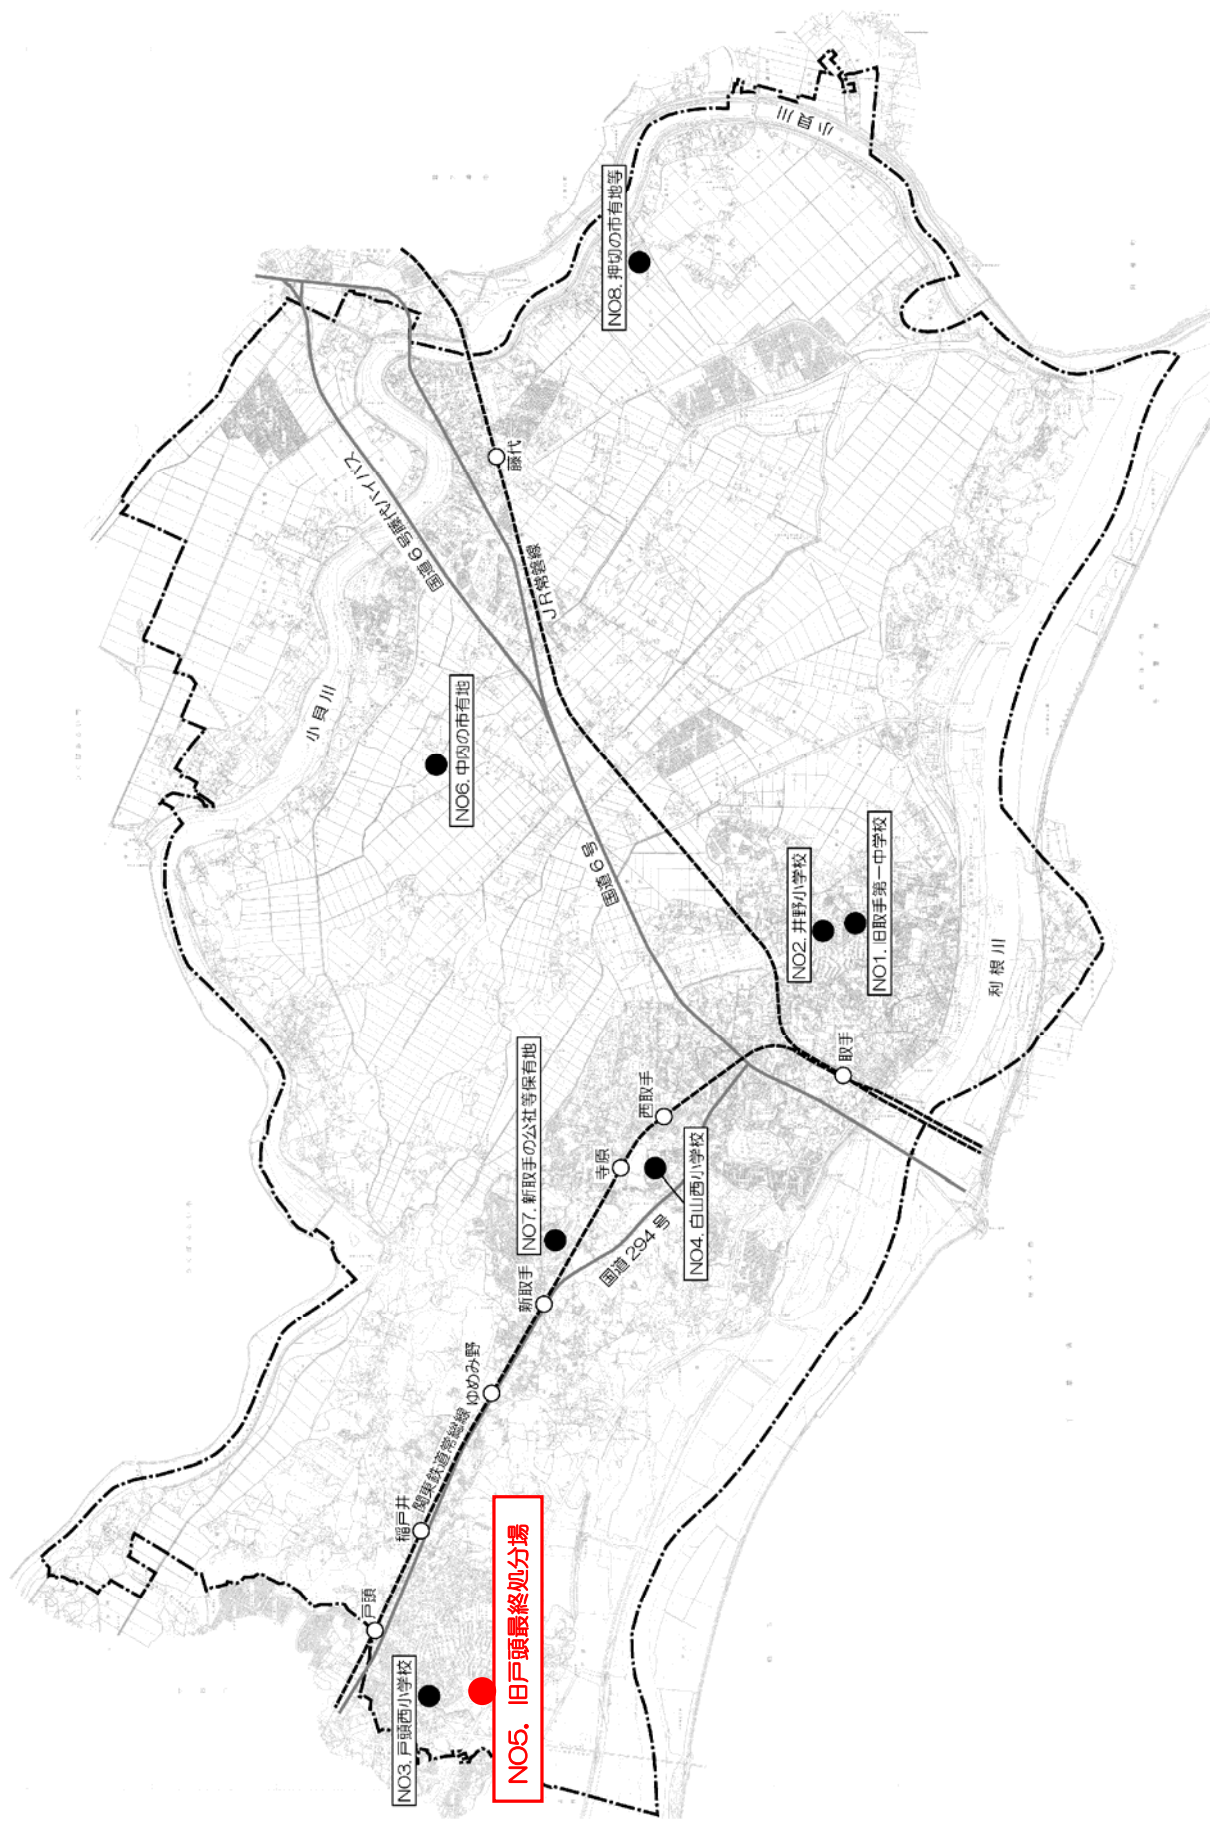 NO3. 戸頭西小学校
NO5. 旧戸頭最終処分場
戸頭
稲戸井
関東鉄道常総線
ゆめみ野
新取手
NO7. 新取手の公社等保有地
国道294号
寺原
西取手
NO4. 白山西小学校
取手
NO2. 井野小学校
NO1. 旧取手第一中学校
利根川
国道6号
NO6. 中内の市有地
小貝川
JR常磐線
国道6号藤代バイパス
藤代
NO8. 押切の市有地等
小貝川